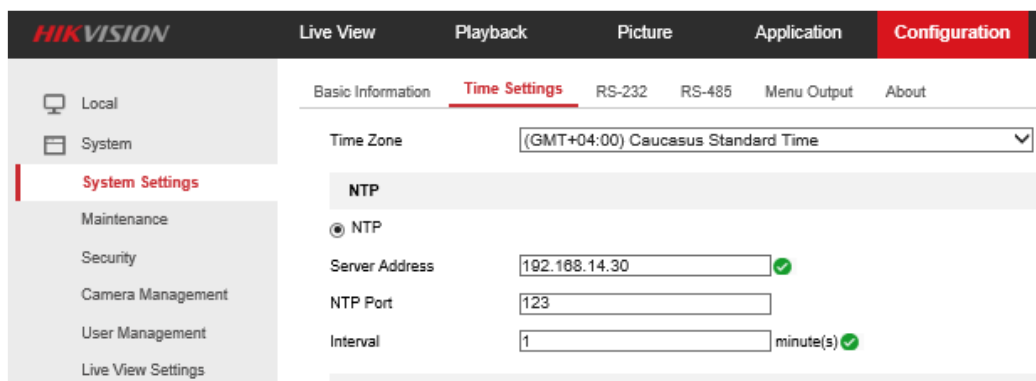 HIKVISION Live View Playback Picture Application Configuration
Basic Information Time Settings RS-232 RS-485 Menu Output About
Local
System
System Settings
Maintenance
Security
Camera Management
User Management
Live View Settings
Time Zone (GMT+04:00) Caucasus Standard Time
NTP
NTP
Server Address 192.168.14.30
NTP Port 123
Interval 1 minute(s)